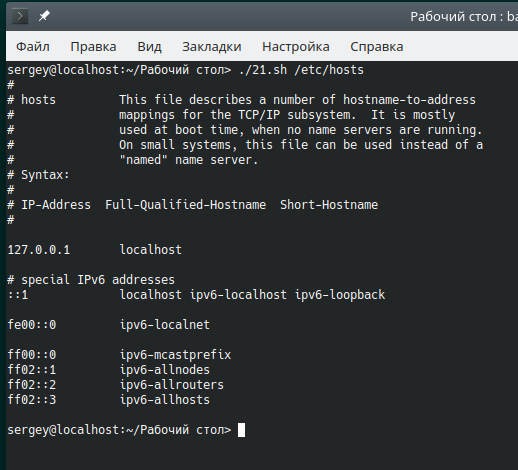 Рабочий стол : ba
Файл Правка Вид Закладки Настройка Справка
sergey@localhost:~/Рабочий стол> ./21.sh /etc/hosts
#
# hosts         This file describes a number of hostname-to-address
#               mappings for the TCP/IP subsystem.  It is mostly
#               used at boot time, when no name servers are running.
#               On small systems, this file can be used instead of a
#               "named" name server.
# Syntax:
#
# IP-Address  Full-Qualified-Hostname  Short-Hostname
#
127.0.0.1       localhost
# special IPv6 addresses
::1             localhost ipv6-localhost ipv6-loopback
fe00::0         ipv6-localnet
ff00::0         ipv6-mcastprefix
ff02::1         ipv6-allnodes
ff02::2         ipv6-allrouters
ff02::3         ipv6-allhosts
sergey@localhost:~/Рабочий стол>